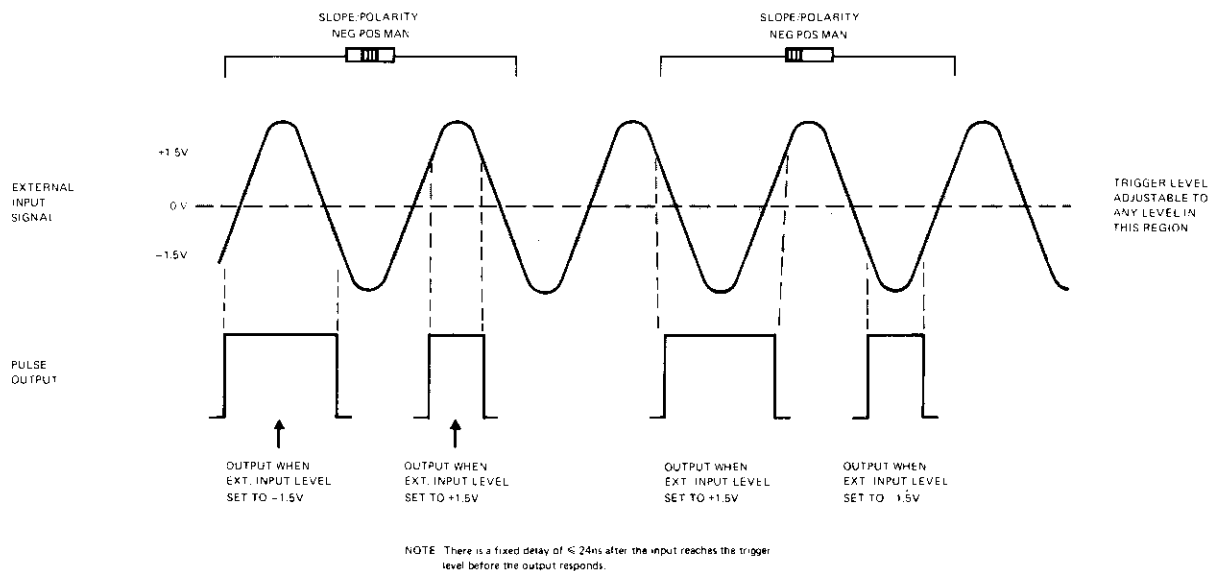 SLOPE/POLARITY
NEG POS MAN
SLOPE/POLARITY
NEG POS MAN
+1.5V
EXTERNAL
INPUT
SIGNAL
0 V
−1.5V
TRIGGER LEVEL
ADJUSTABLE TO
ANY LEVEL IN
THIS REGION
PULSE
OUTPUT
OUTPUT WHEN
EXT. INPUT LEVEL
SET TO −1.5V
OUTPUT WHEN
EXT. INPUT LEVEL
SET TO +1.5V
OUTPUT WHEN
EXT. INPUT LEVEL
SET TO +1.5V
OUTPUT WHEN
EXT. INPUT LEVEL
SET TO
NOTE There is a fixed delay of ⩽ 24ns after the input reaches the trigger
level before the output responds.